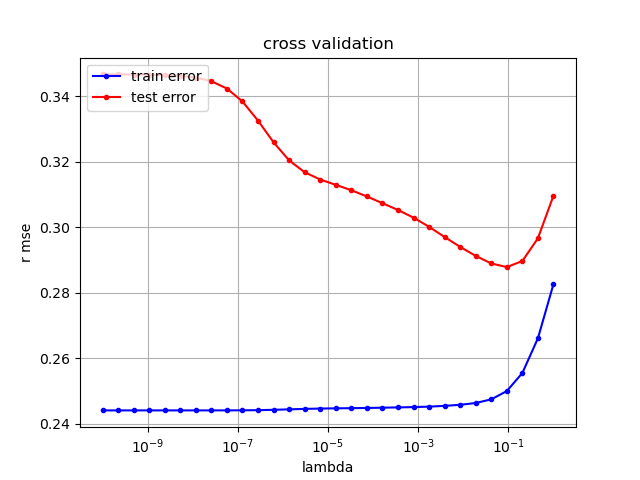 cross validation
train error
test error
0.34
0.32
0.30
0.28
0.26
0.24
r mse
10⁻⁹
10⁻⁷
10⁻⁵
10⁻³
10⁻¹
lambda